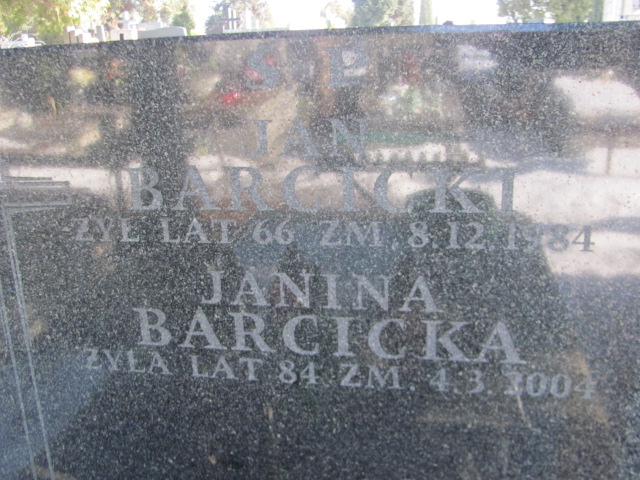 Ś P
JAN
BARCICKI
ŻYŁ LAT 66 ZM. 8.12.1984
JANINA
BARCICKA
ŻYŁA LAT 84 ZM. 4.3.2004